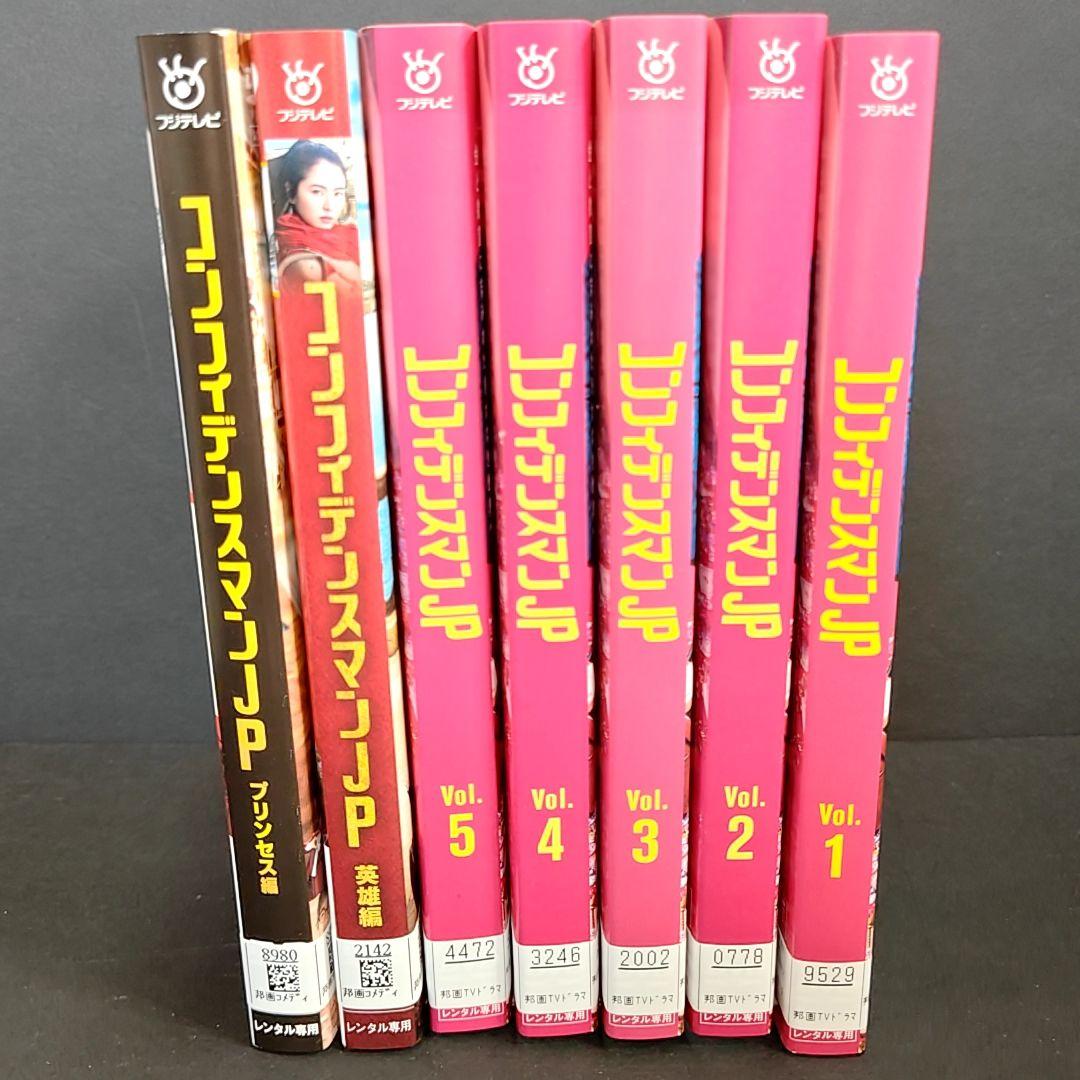 フジテレビ
コンフィデンスマンJP
プリンセス編
8980
邦画コメディ
レンタル専用
フジテレビ
コンフィデンスマンJP
英雄編
2142
邦画コメディ
レンタル専用
フジテレビ
コンフィデンスマンJP
Vol.
5
4472
邦画TVドラマ
レンタル専用
フジテレビ
コンフィデンスマンJP
Vol.
4
3246
邦画TVドラマ
レンタル専用
フジテレビ
コンフィデンスマンJP
Vol.
3
2002
邦画TVドラマ
レンタル専用
フジテレビ
コンフィデンスマンJP
Vol.
2
0778
邦画TVドラマ
レンタル専用
フジテレビ
コンフィデンスマンJP
Vol.
1
9529
邦画TVドラマ
レンタル専用